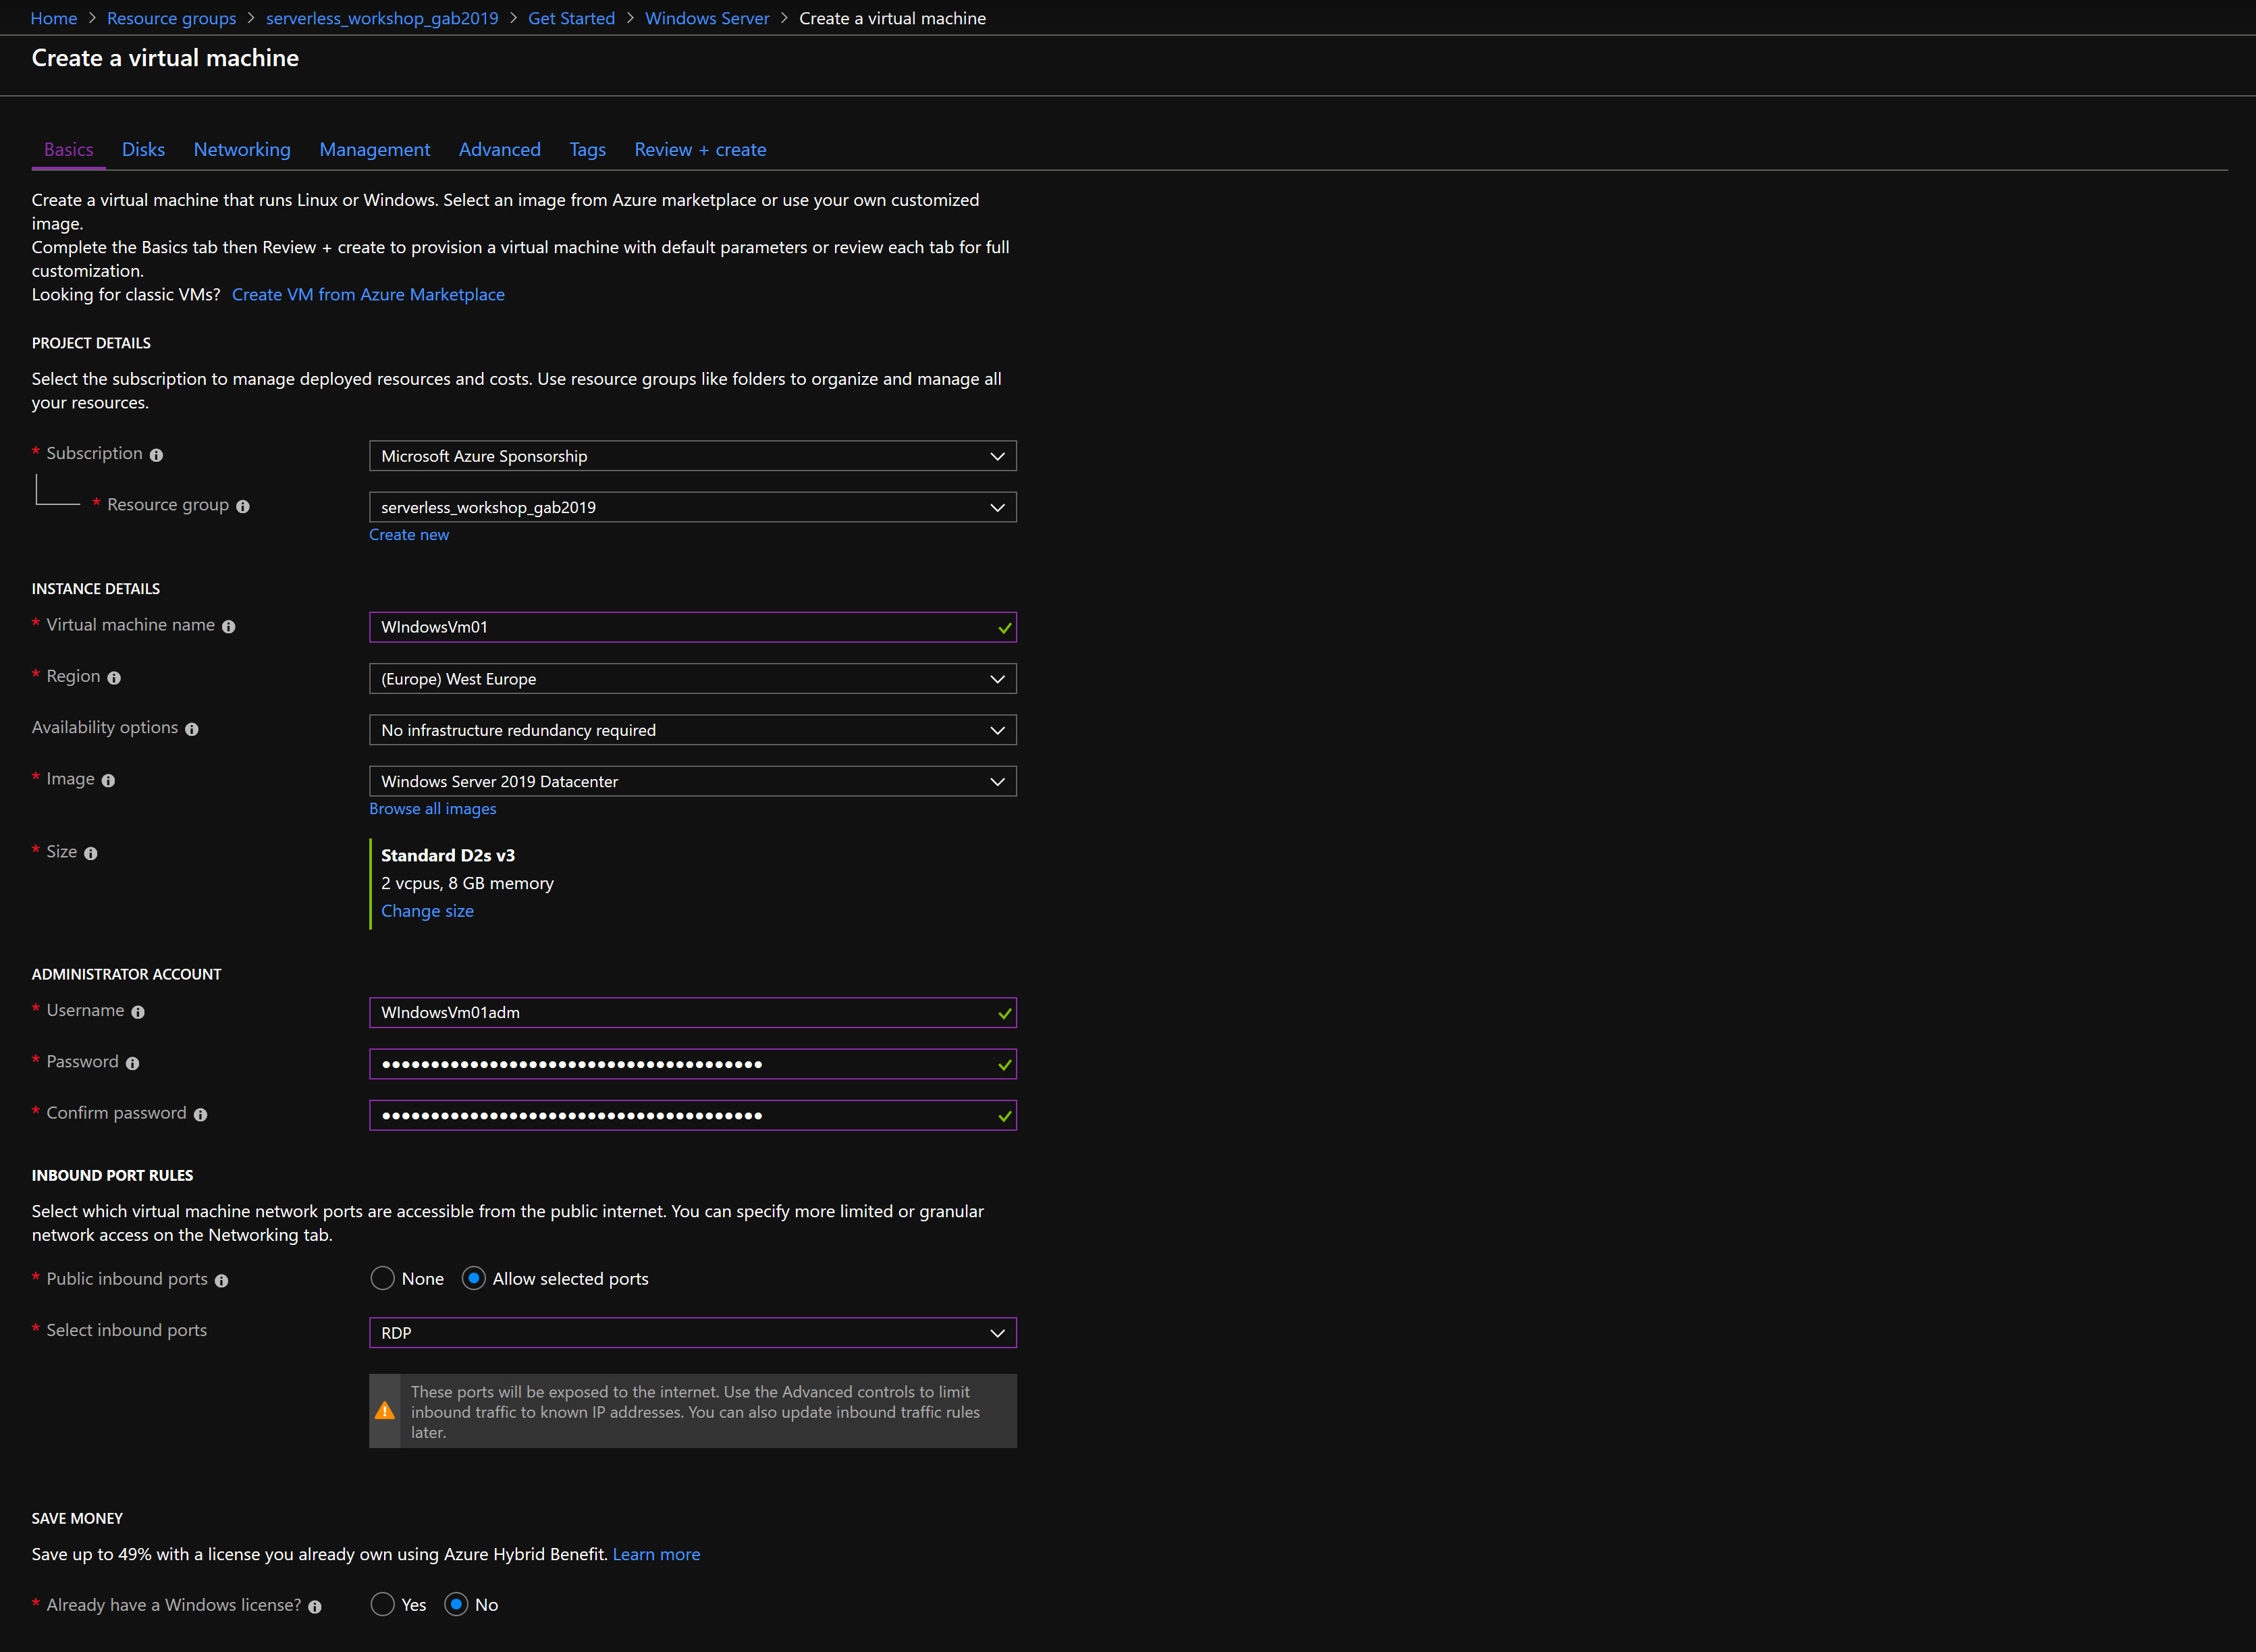 Home > Resource groups > serverless_workshop_gab2019 > Get Started > Windows Server > Create a virtual machine
Create a virtual machine
Basics Disks Networking Management Advanced Tags Review + create
Create a virtual machine that runs Linux or Windows. Select an image from Azure marketplace or use your own customized
image.
Complete the Basics tab then Review + create to provision a virtual machine with default parameters or review each tab for full
customization.
Looking for classic VMs? Create VM from Azure Marketplace
PROJECT DETAILS
Select the subscription to manage deployed resources and costs. Use resource groups like folders to organize and manage all
your resources.
* Subscription Microsoft Azure Sponsorship
* Resource group serverless_workshop_gab2019
Create new
INSTANCE DETAILS
* Virtual machine name WIndowsVm01
* Region (Europe) West Europe
Availability options No infrastructure redundancy required
* Image Windows Server 2019 Datacenter
Browse all images
* Size Standard D2s v3
2 vcpus, 8 GB memory
Change size
ADMINISTRATOR ACCOUNT
* Username WIndowsVm01adm
* Password •••••••••••••••••••••••••••••••••••••••
* Confirm password •••••••••••••••••••••••••••••••••••••••
INBOUND PORT RULES
Select which virtual machine network ports are accessible from the public internet. You can specify more limited or granular
network access on the Networking tab.
* Public inbound ports None Allow selected ports
* Select inbound ports RDP
These ports will be exposed to the internet. Use the Advanced controls to limit
inbound traffic to known IP addresses. You can also update inbound traffic rules
later.
SAVE MONEY
Save up to 49% with a license you already own using Azure Hybrid Benefit. Learn more
* Already have a Windows license? Yes No